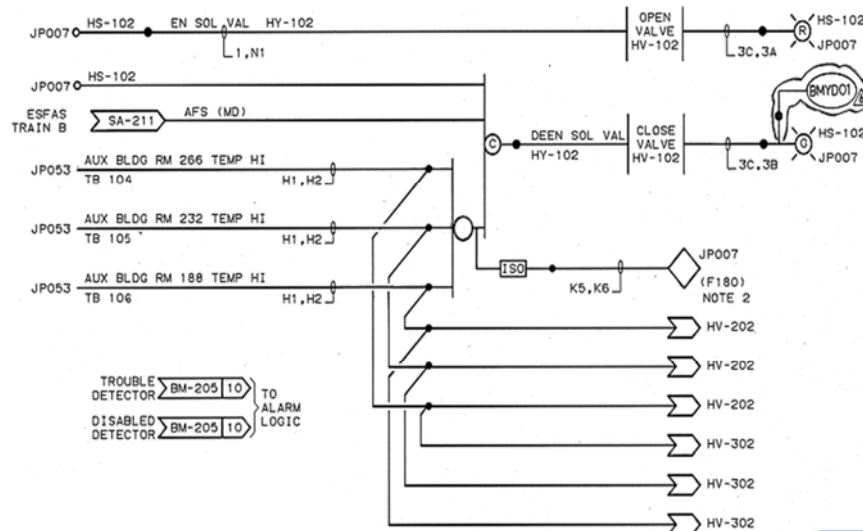 HS-102
JP007
EN SOL VAL HY-102
1,N1
OPEN
VALVE
HV-102
3C,3A
R
HS-102
JP007
JP007
HS-102
ESFAS
TRAIN B
SA-211
AFS (MD)
C
DEEN SOL VAL
HY-102
CLOSE
VALVE
HV-102
3C,3B
BMYD01
G
HS-102
JP007
JP053
AUX BLDG RM 266 TEMP HI
TB 104
H1,H2
JP053
AUX BLDG RM 232 TEMP HI
TB 105
H1,H2
JP053
AUX BLDG RM 188 TEMP HI
TB 106
H1,H2
ISO
K5,K6
JP007
(F180)
NOTE 2
HV-202
HV-202
HV-202
HV-302
HV-302
HV-302
TROUBLE
DETECTOR
BM-205 10
DISABLED
DETECTOR
BM-205 10
TO
ALARM
LOGIC